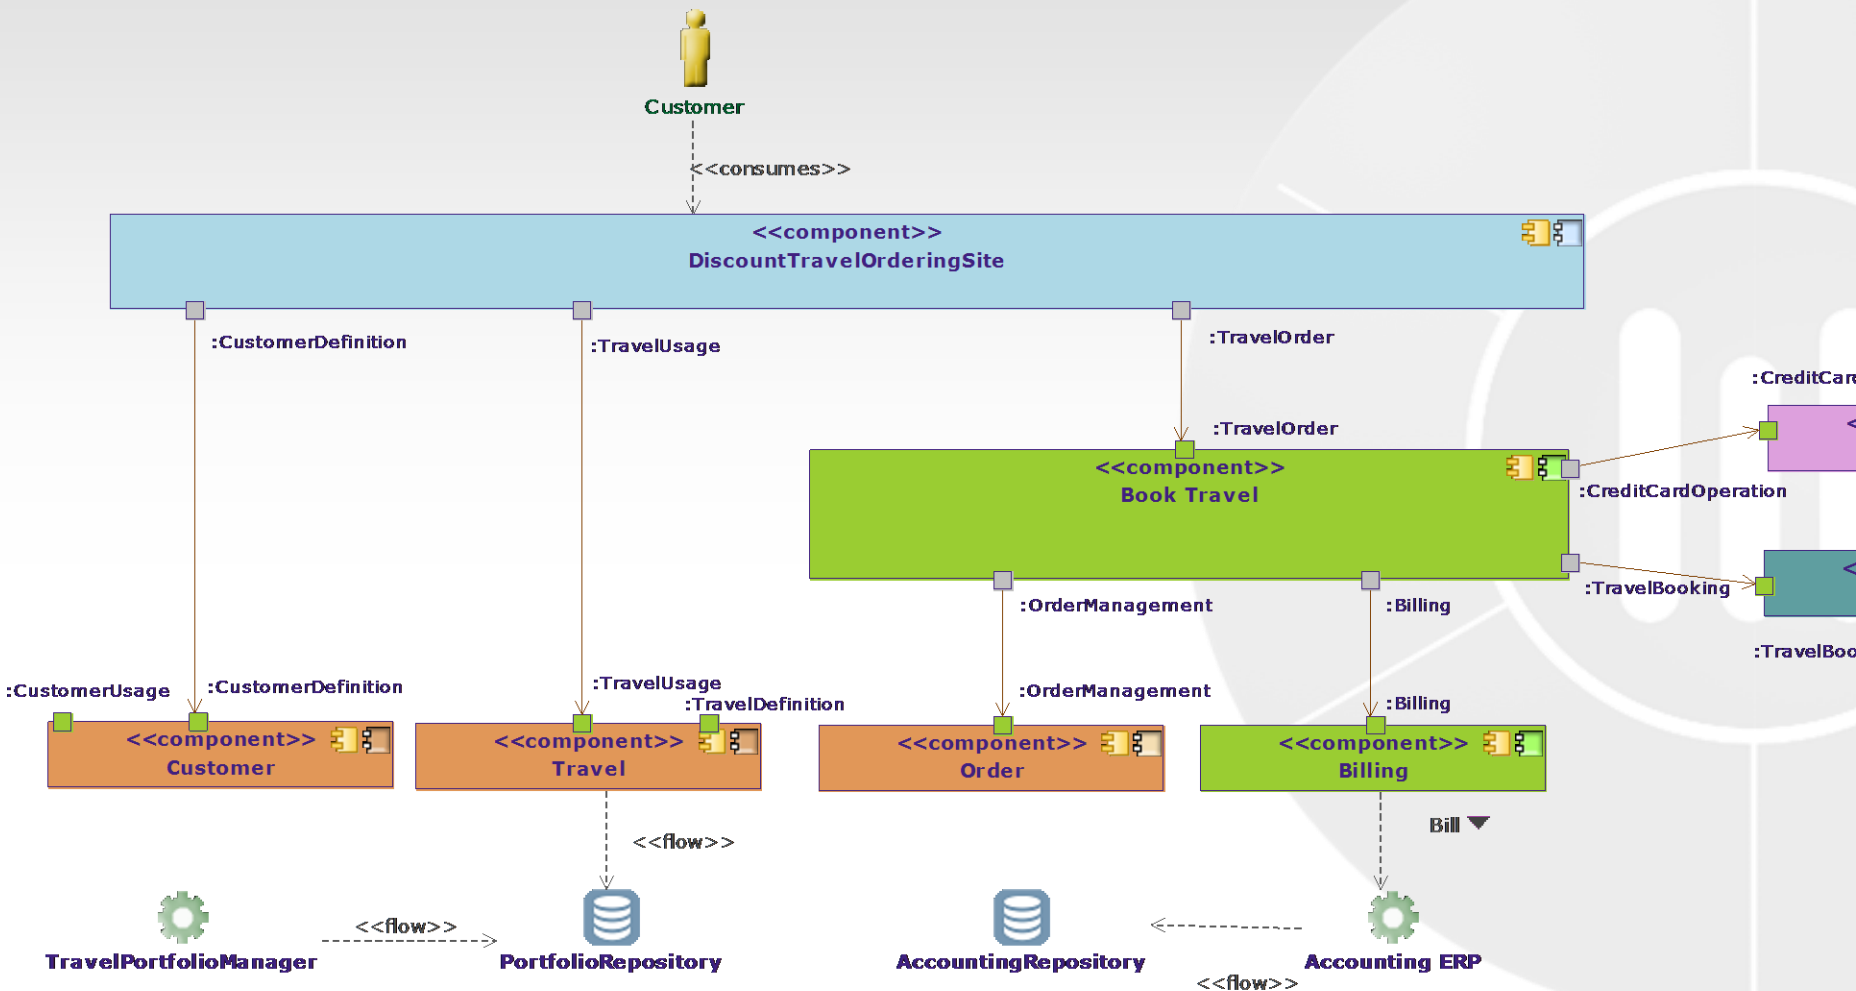 Customer
<<consumes>>
<<component>>
DiscountTravelOrderingSite
:CustomerDefinition
:TravelUsage
:TravelOrder
:CreditCar
:TravelOrder
<<component>>
Book Travel
:CreditCardOperation
:TravelBooking
:OrderManagement
:Billing
:TravelBoo
:CustomerUsage
:CustomerDefinition
:TravelUsage
:TravelDefinition
:OrderManagement
:Billing
<<component>>
Customer
<<component>>
Travel
<<component>>
Order
<<component>>
Billing
<<flow>>
Bill
<<flow>>
TravelPortfolioManager
PortfolioRepository
AccountingRepository
Accounting ERP
<<flow>>